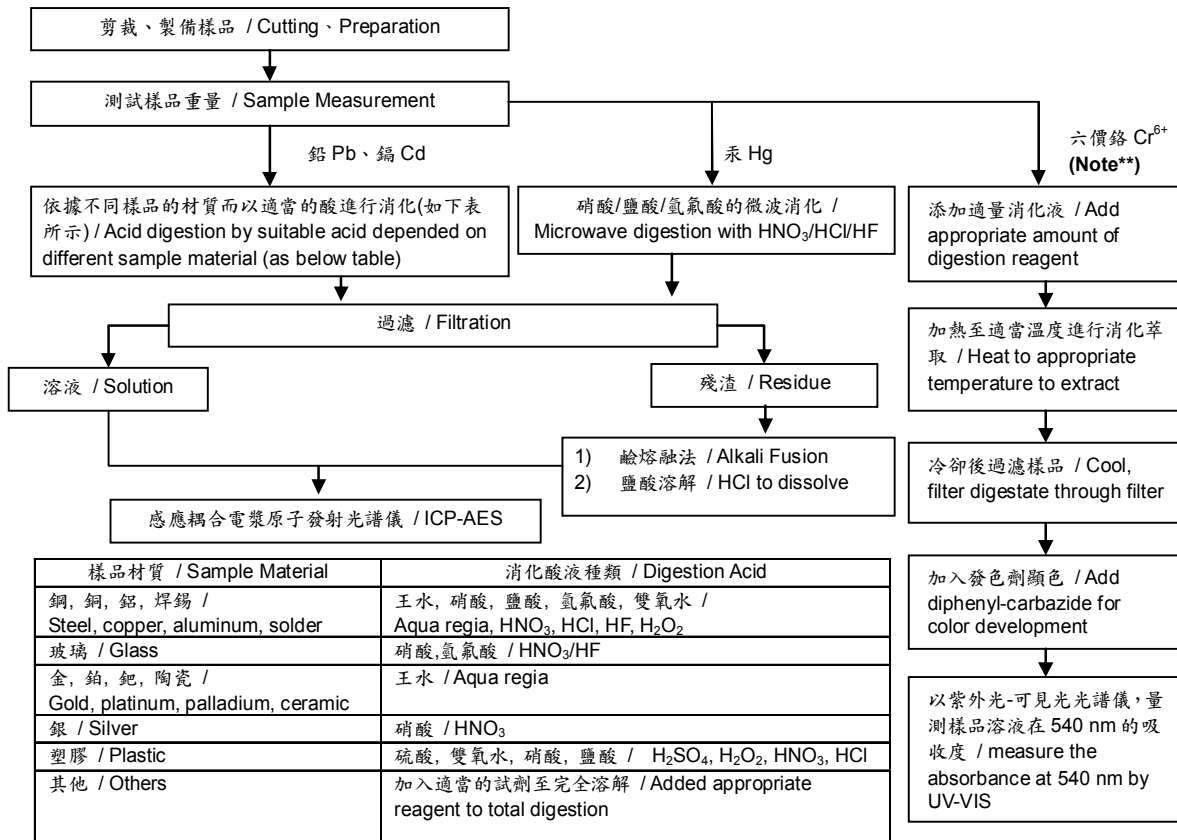 剪裁、製備樣品 / Cutting、Preparation
測試樣品重量 / Sample Measurement
鉛 Pb、鎘 Cd
汞 Hg
六價鉻 Cr6+
(Note**)
依據不同樣品的材質而以適當的酸進行消化(如下表
所示) / Acid digestion by suitable acid depended on
different sample material (as below table)
硝酸/鹽酸/氫氟酸的微波消化 /
Microwave digestion with HNO3/HCl/HF
添加適量消化液 / Add
appropriate amount of
digestion reagent
過濾 / Filtration
加熱至適當溫度進行消化萃
取 / Heat to appropriate
temperature to extract
溶液 / Solution
殘渣 / Residue
1) 鹼熔融法 / Alkali Fusion
2) 鹽酸溶解 / HCl to dissolve
冷卻後過濾樣品 / Cool,
filter digestate through filter
感應耦合電漿原子發射光譜儀 / ICP-AES
加入發色劑顯色 / Add
diphenyl-carbazide for
color development
以紫外光-可見光光譜儀，量
測樣品溶液在 540 nm 的吸
收度 / measure the
absorbance at 540 nm by
UV-VIS
樣品材質 / Sample Material
消化酸液種類 / Digestion Acid
鋼, 銅, 鋁, 焊錫 /
Steel, copper, aluminum, solder
王水, 硝酸, 鹽酸, 氫氟酸, 雙氧水 /
Aqua regia, HNO3, HCl, HF, H2O2
玻璃 / Glass
硝酸,氫氟酸 / HNO3/HF
金, 鉑, 鈀, 陶瓷 /
Gold, platinum, palladium, ceramic
王水 / Aqua regia
銀 / Silver
硝酸 / HNO3
塑膠 / Plastic
硫酸, 雙氧水, 硝酸, 鹽酸 / H2SO4, H2O2, HNO3, HCl
其他 / Others
加入適當的試劑至完全溶解 / Added appropriate
reagent to total digestion